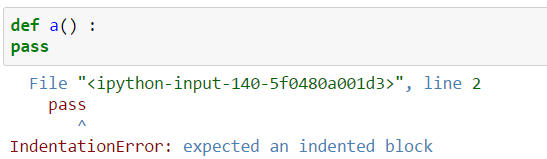 def a() :
pass
File "<ipython-input-140-5f0480a001d3>", line 2
pass
^
IndentationError: expected an indented block